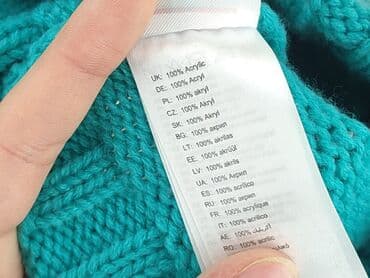 UK: 100% Acrylic
DE: 100% Acryl
PL: 100% akryl
CZ: 100% Akryl
SK: 100% Akryl
BG: 100% акрил
LT: 100% akrilas
EE: 100% akrüül
LV: 100% akrils
UA: 100% Акрил
ES: 100% acrílico
RU: 100% акрил
FR: 100% acrylique
IT: 100% acrilico
AE: 100%
RO: 100% acrilic